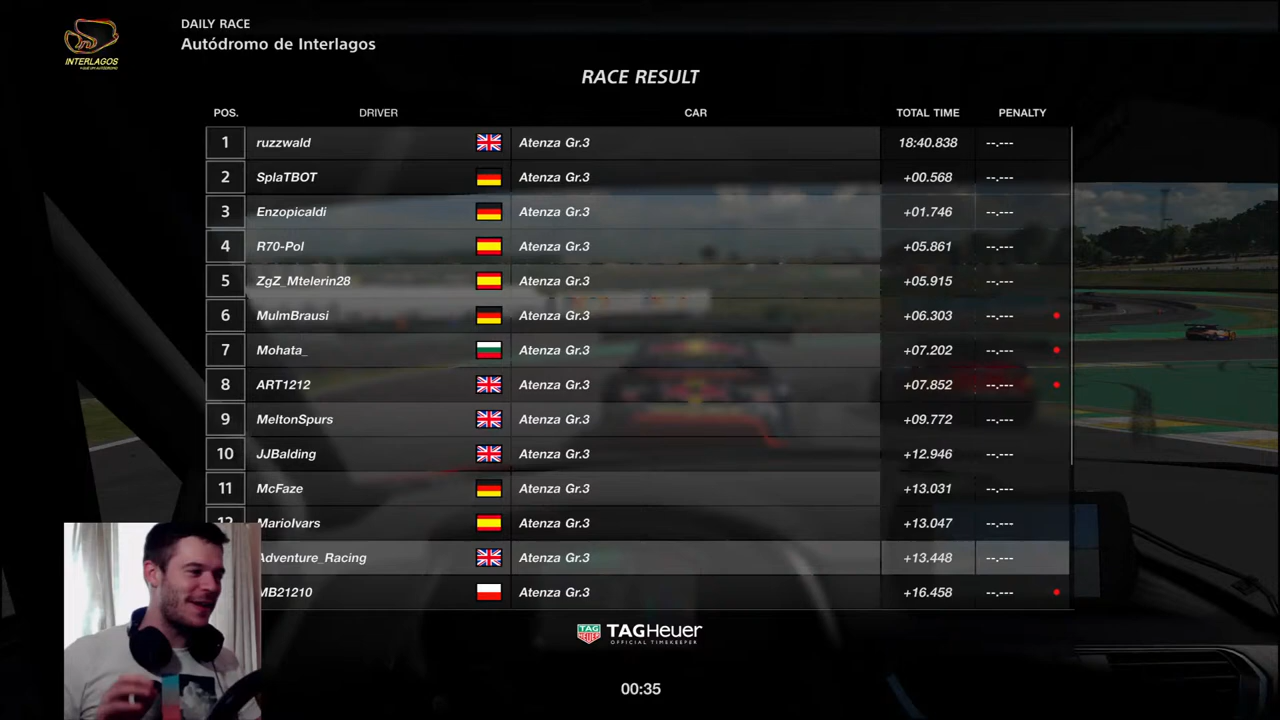 DAILY RACE
Autódromo de Interlagos
INTERLAGOS
RACE RESULT
POS. DRIVER CAR TOTAL TIME PENALTY
1 ruzzwald Atenza Gr.3 18:40.838 --.---
2 SplaTBOT Atenza Gr.3 +00.568 --.---
3 Enzopicaldi Atenza Gr.3 +01.746 --.---
4 R70-Pol Atenza Gr.3 +05.861 --.---
5 ZgZ_Mtelerin28 Atenza Gr.3 +05.915 --.---
6 MulmBrausi Atenza Gr.3 +06.303 --.---
7 Mohata_ Atenza Gr.3 +07.202 --.---
8 ART1212 Atenza Gr.3 +07.852 --.---
9 MeltonSpurs Atenza Gr.3 +09.772 --.---
10 JJBalding Atenza Gr.3 +12.946 --.---
11 McFaze Atenza Gr.3 +13.031 --.---
12 MarioIvars Atenza Gr.3 +13.047 --.---
Adventure_Racing Atenza Gr.3 +13.448 --.---
MB21210 Atenza Gr.3 +16.458 --.---
TAG HEUER TAGHeuer
OFFICIAL TIMEKEEPER
00:35